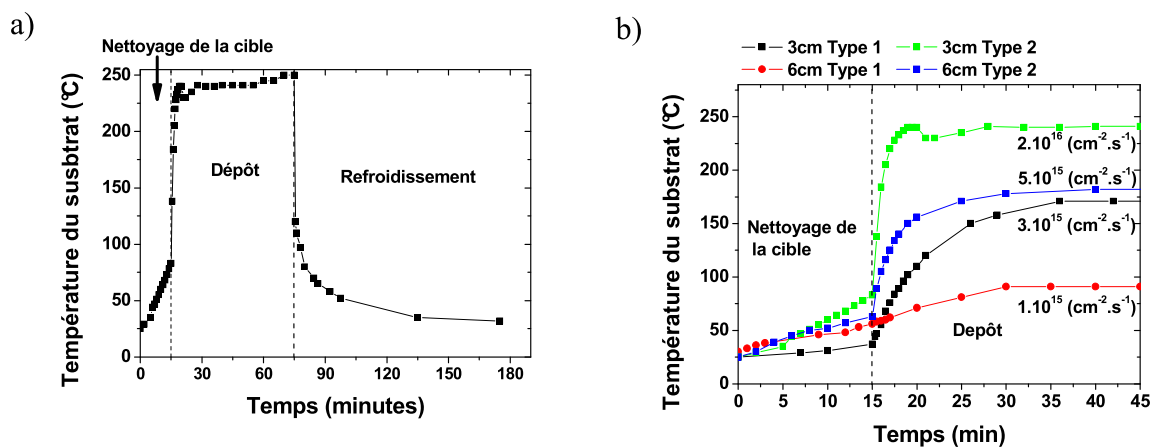 a)
Nettoyage de la cible
250
200
150
100
50
0
Température du susbtrat (°C)
Dépôt
Refroidissement
0 30 60 90 120 150 180
Temps (minutes)
b)
3cm Type 1 3cm Type 2
6cm Type 1 6cm Type 2
250
200
150
100
50
0
Température du substrat (°C)
Nettoyage de
la cible
2.10¹⁶ (cm⁻².s⁻¹)
5.10¹⁵ (cm⁻².s⁻¹)
3.10¹⁵ (cm⁻².s⁻¹)
1.10¹⁵ (cm⁻².s⁻¹)
Depôt
0 5 10 15 20 25 30 35 40 45
Temps (min)